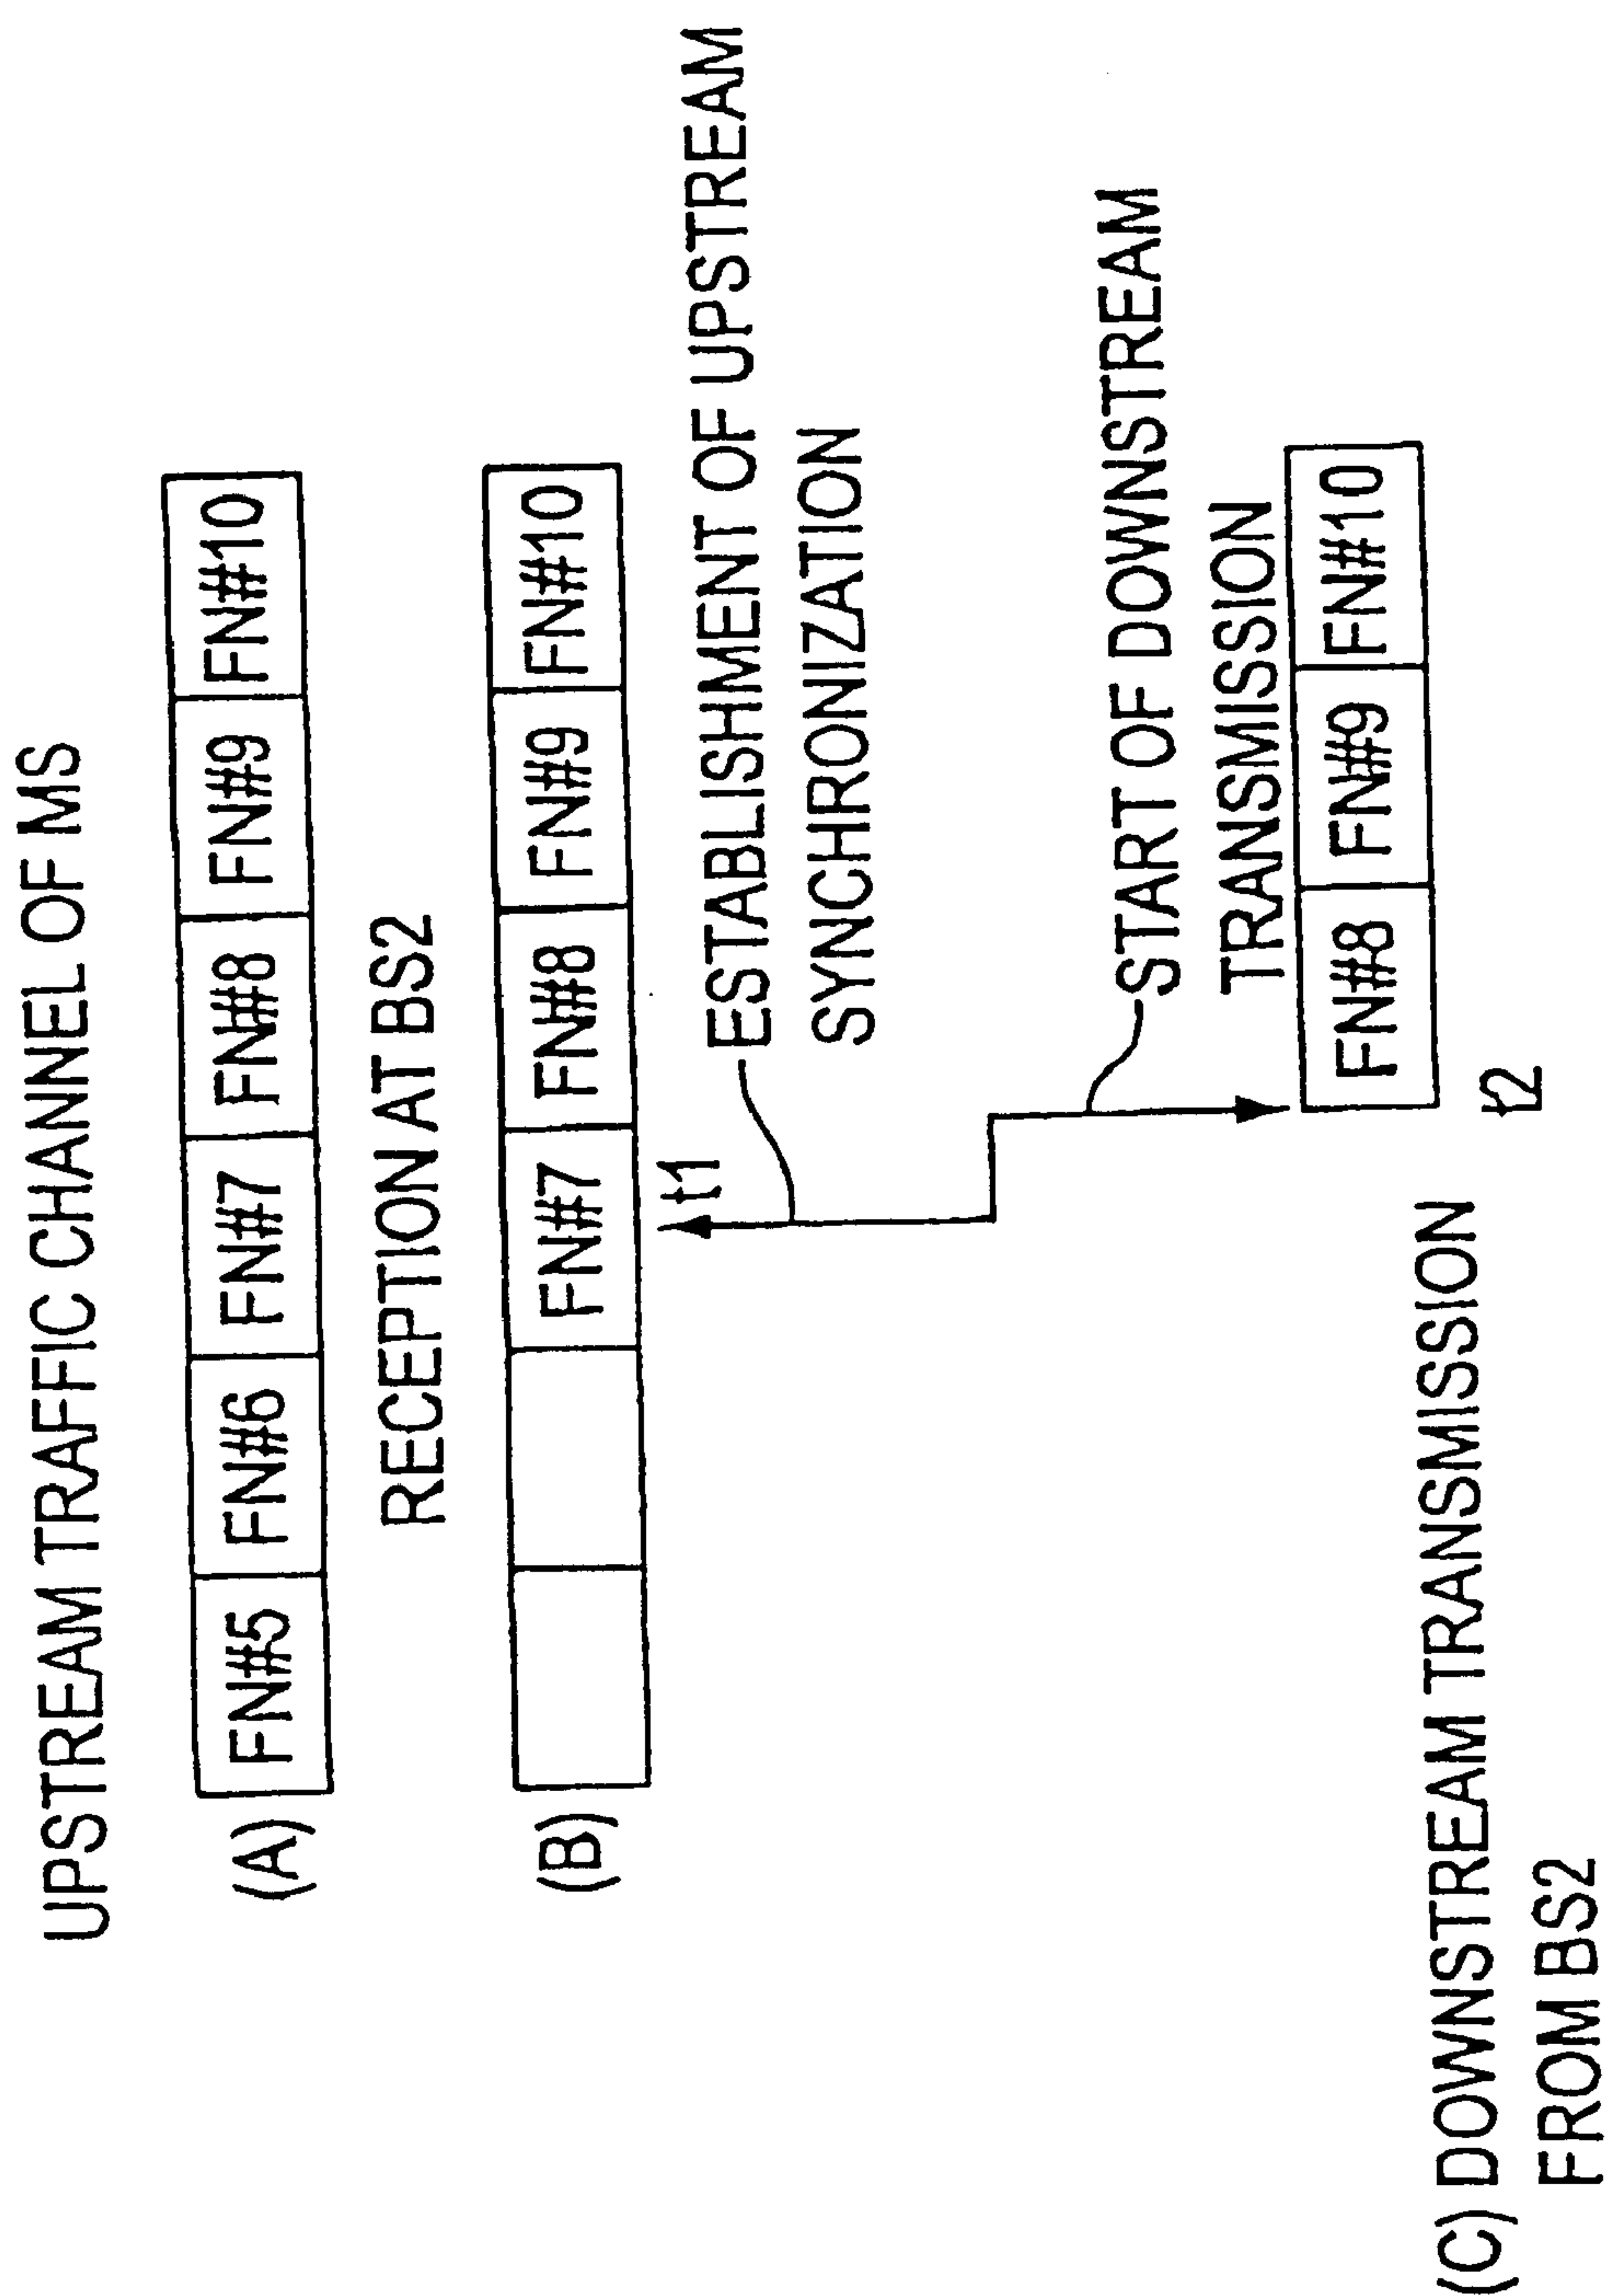 UPSTREAM TRAFFIC CHANNEL OF MS
(A) FN#5 FN#6 FN#7 FN#8 FN#9 FN#10
RECEPTION AT BS2
(B) FN#7 FN#8 FN#9 FN#10
t1
ESTABLISHMENT OF UPSTREAM
SYNCHRONIZATION
START OF DOWNSTREAM
TRANSMISSION
FN#8 FN#9 FN#10
t2
(C) DOWNSTREAM TRANSMISSION
FROM BS2